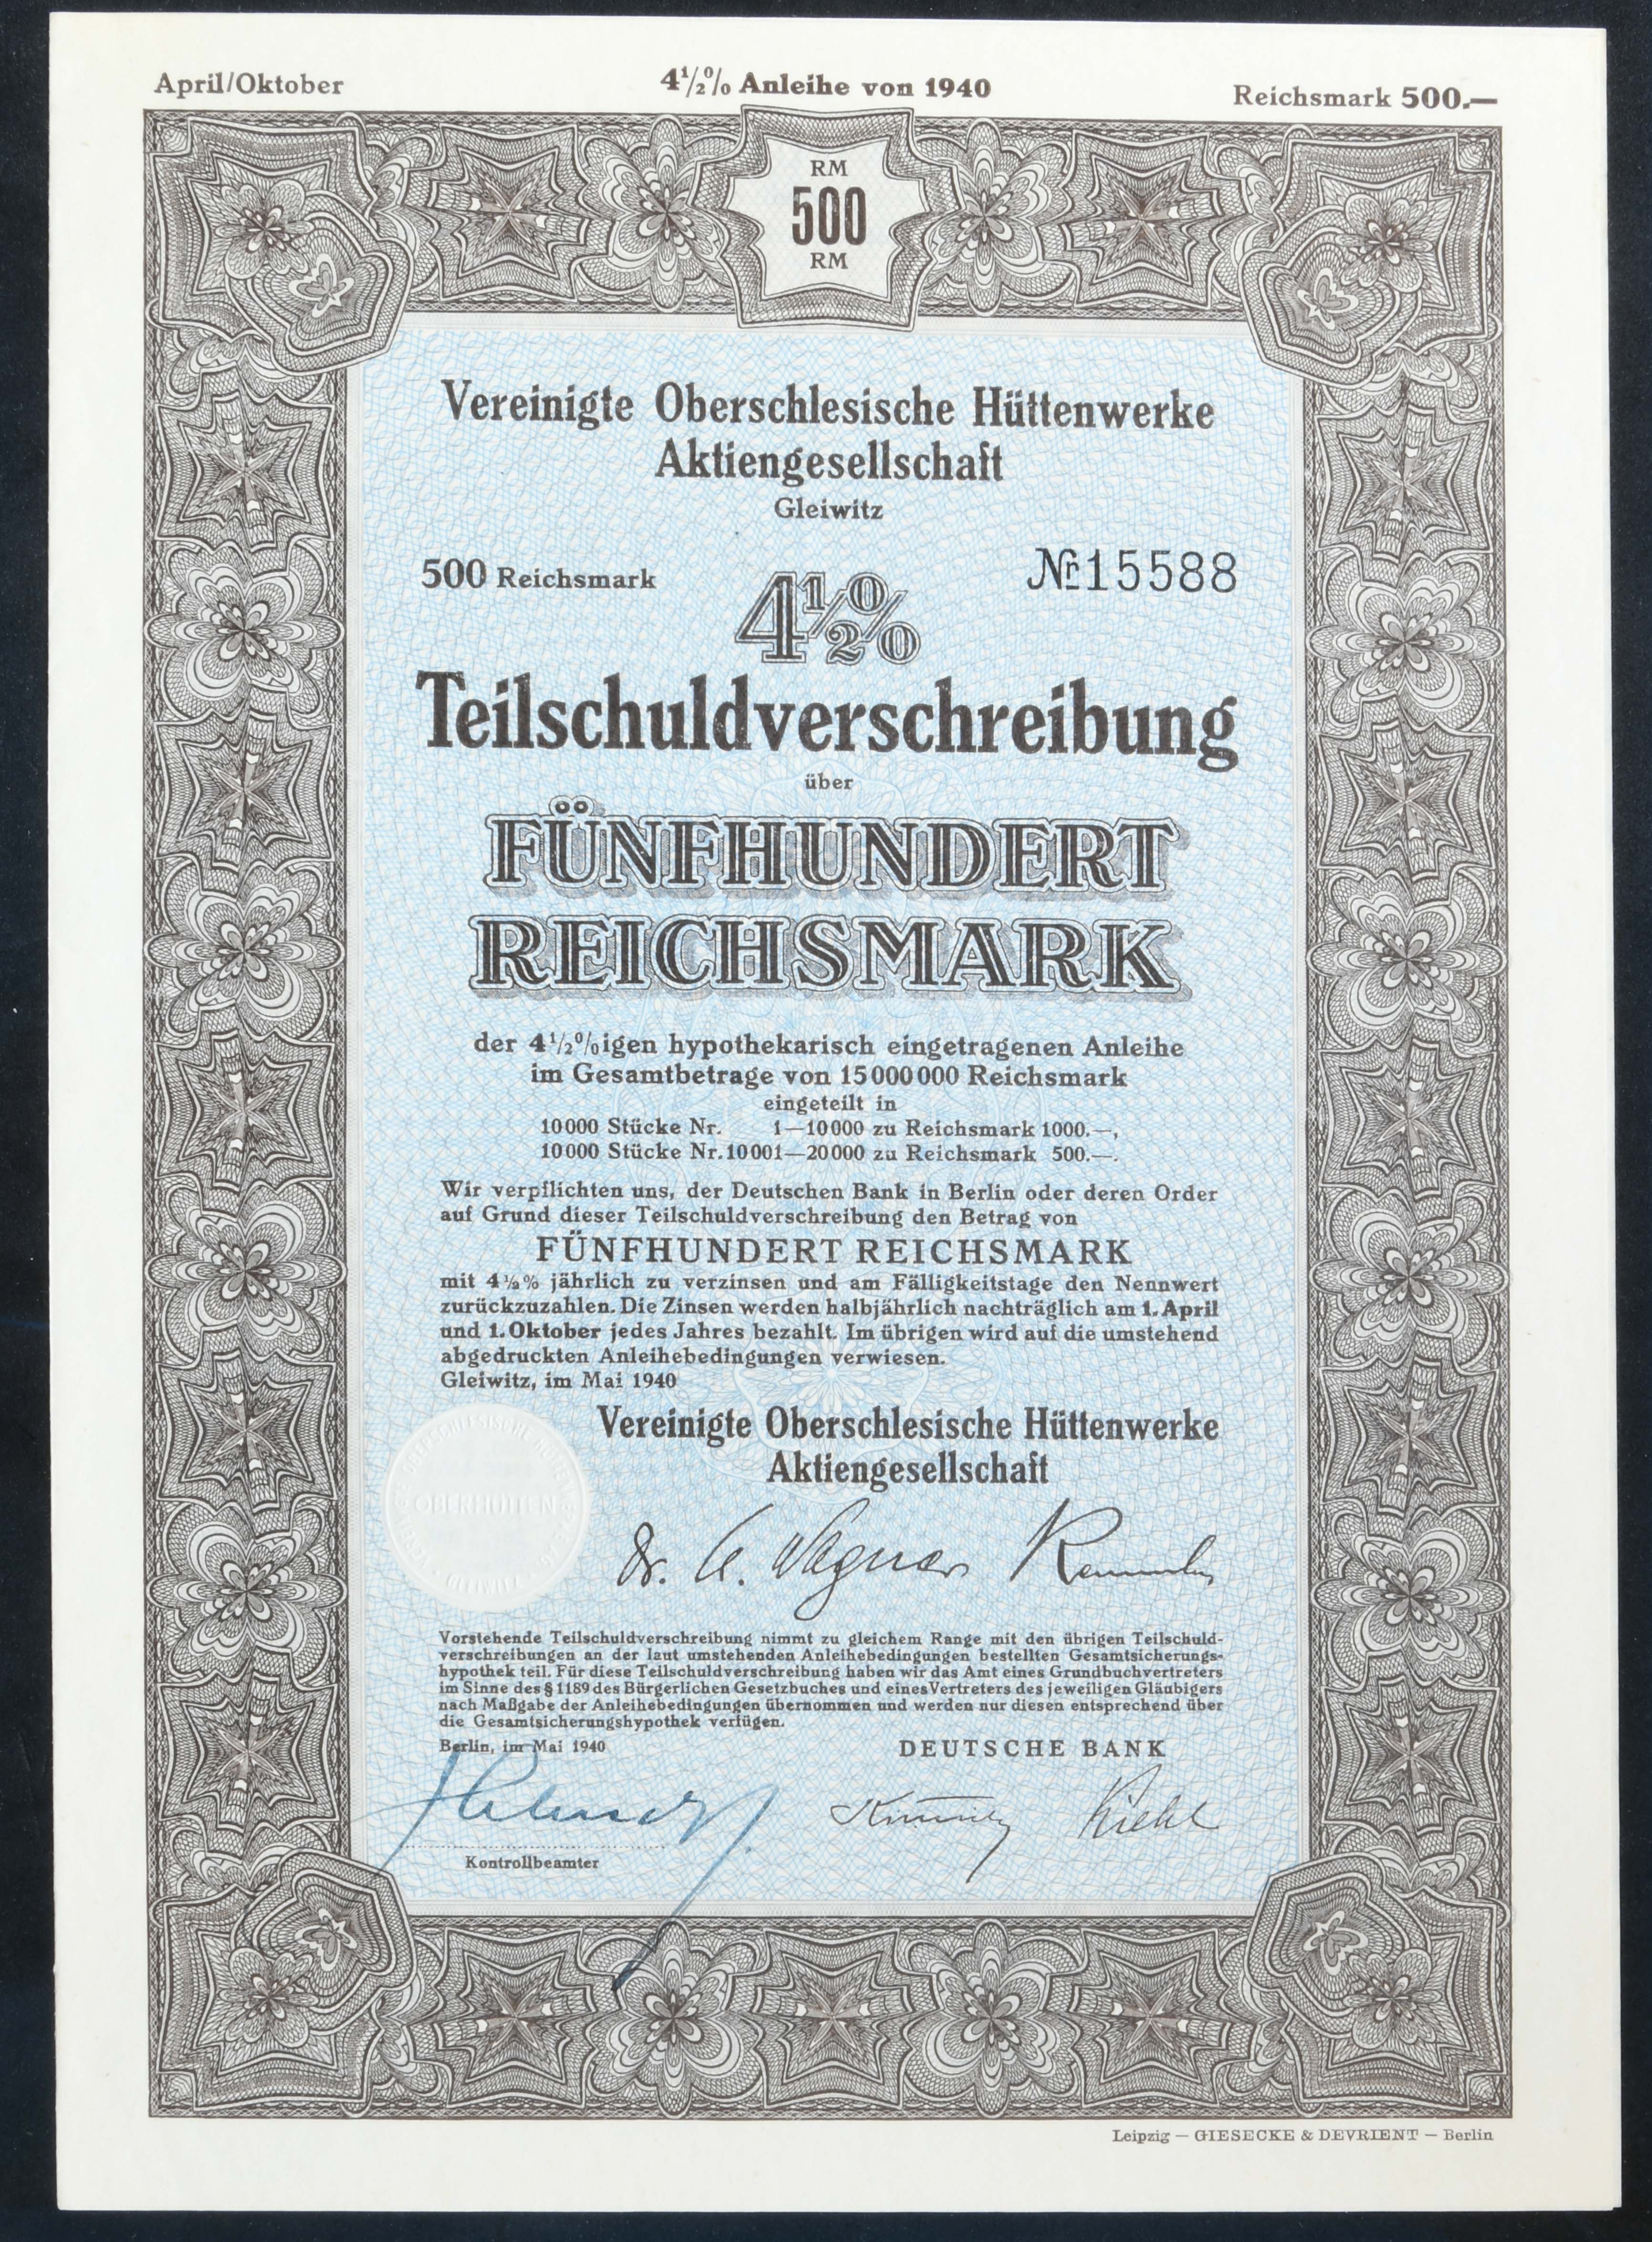 April/Oktober 4½% Anleihe von 1940 Reichsmark 500.—
RM
500
RM
Vereinigte Oberschlesische Hüttenwerke
Aktiengesellschaft
Gleiwitz
500 Reichsmark № 15588
4½%
Teilschuldverschreibung
über
FÜNFHUNDERT
REICHSMARK
der 4½%igen hypothekarisch eingetragenen Anleihe
im Gesamtbetrage von 15000000 Reichsmark
eingeteilt in
10000 Stücke Nr. 1—10000 zu Reichsmark 1000.—,
10000 Stücke Nr. 10001—20000 zu Reichsmark 500.—.
Wir verpflichten uns, der Deutschen Bank in Berlin oder deren Order
auf Grund dieser Teilschuldverschreibung den Betrag von
FÜNFHUNDERT REICHSMARK
mit 4½% jährlich zu verzinsen und am Fälligkeitstage den Nennwert
zurückzuzahlen. Die Zinsen werden halbjährlich nachträglich am 1. April
und 1. Oktober jedes Jahres bezahlt. Im übrigen wird auf die umstehend
abgedruckten Anleihebedingungen verwiesen.
Gleiwitz, im Mai 1940
Vereinigte Oberschlesische Hüttenwerke
Aktiengesellschaft
OBERHÜTTEN
GLEIWITZ
Dr. A. Wagner
Vorstehende Teilschuldverschreibung nimmt zu gleichem Range mit den übrigen Teilschuld-
verschreibungen an der laut umstehenden Anleihebedingungen bestellten Gesamtsicherungs-
hypothek teil. Für diese Teilschuldverschreibung haben wir das Amt eines Grundbuchvertreters
im Sinne des § 1189 des Bürgerlichen Gesetzbuches und eines Vertreters des jeweiligen Gläubigers
nach Maßgabe der Anleihebedingungen übernommen und werden nur diesen entsprechend über
die Gesamtsicherungshypothek verfügen.
Berlin, im Mai 1940 DEUTSCHE BANK
Kiehl
Kontrollbeamter
Leipzig — GIESECKE & DEVRIENT — Berlin